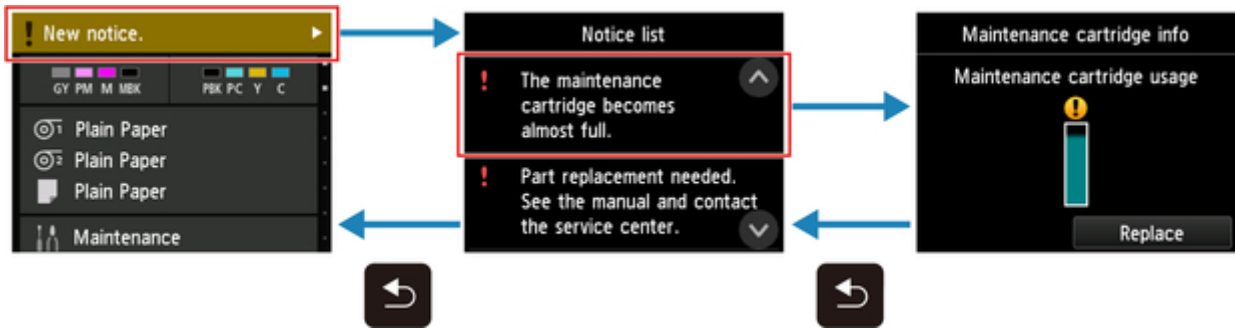 New notice.
GY PM M MBK PBK PC Y C
1 Plain Paper
2 Plain Paper
Plain Paper
Maintenance
Notice list
! The maintenance
cartridge becomes
almost full.
! Part replacement needed.
See the manual and contact
the service center.
Maintenance cartridge info
Maintenance cartridge usage
Replace